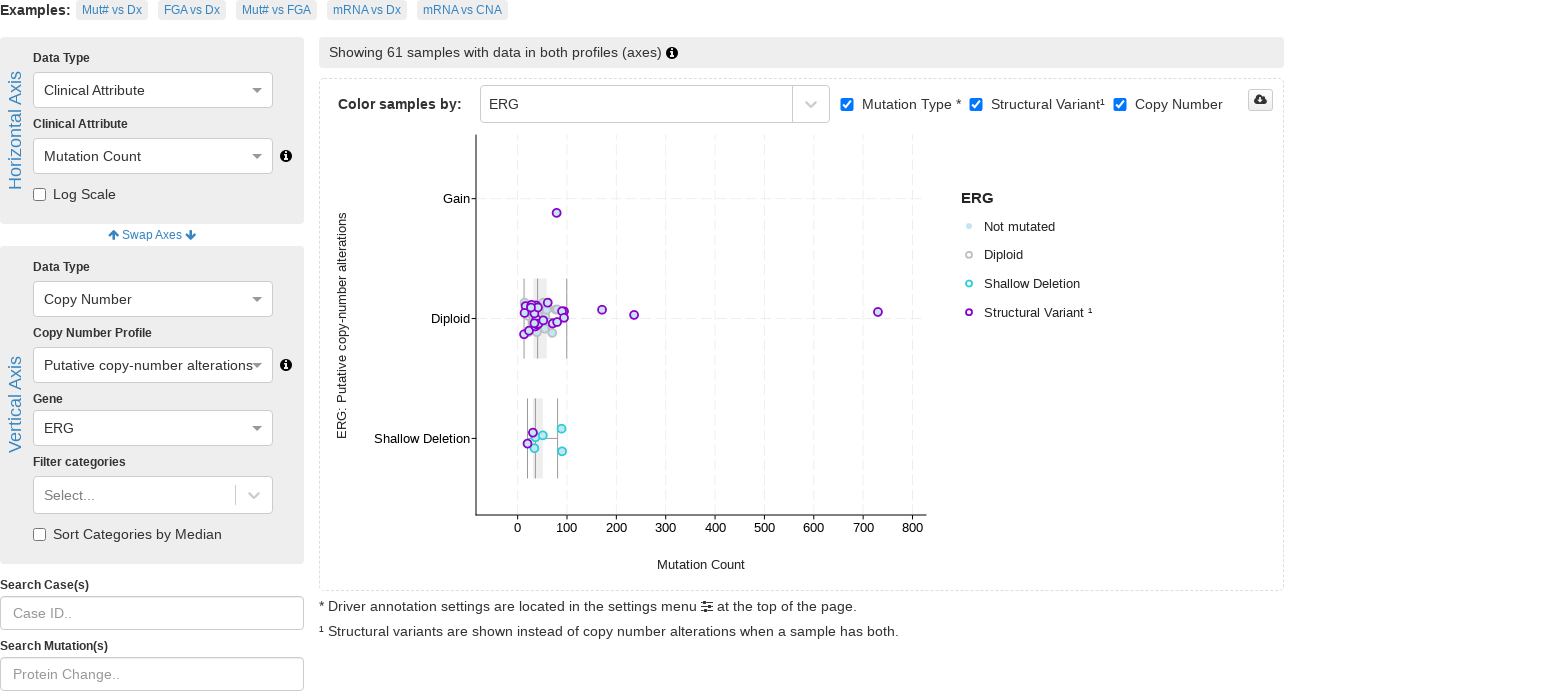 Examples: Mut# vs Dx FGA vs Dx Mut# vs FGA mRNA vs Dx mRNA vs CNA
Horizontal Axis
Data Type
Clinical Attribute
Clinical Attribute
Mutation Count
Log Scale
Swap Axes
Vertical Axis
Data Type
Copy Number
Copy Number Profile
Putative copy-number alterations
Gene
ERG
Filter categories
Select...
Sort Categories by Median
Search Case(s)
Case ID..
Search Mutation(s)
Protein Change..
Showing 61 samples with data in both profiles (axes)
Color samples by: ERG Mutation Type * Structural Variant¹ Copy Number
ERG: Putative copy-number alterations
Gain
Diploid
Shallow Deletion
0 100 200 300 400 500 600 700 800
Mutation Count
ERG
Not mutated
Diploid
Shallow Deletion
Structural Variant ¹
* Driver annotation settings are located in the settings menu at the top of the page.
¹ Structural variants are shown instead of copy number alterations when a sample has both.